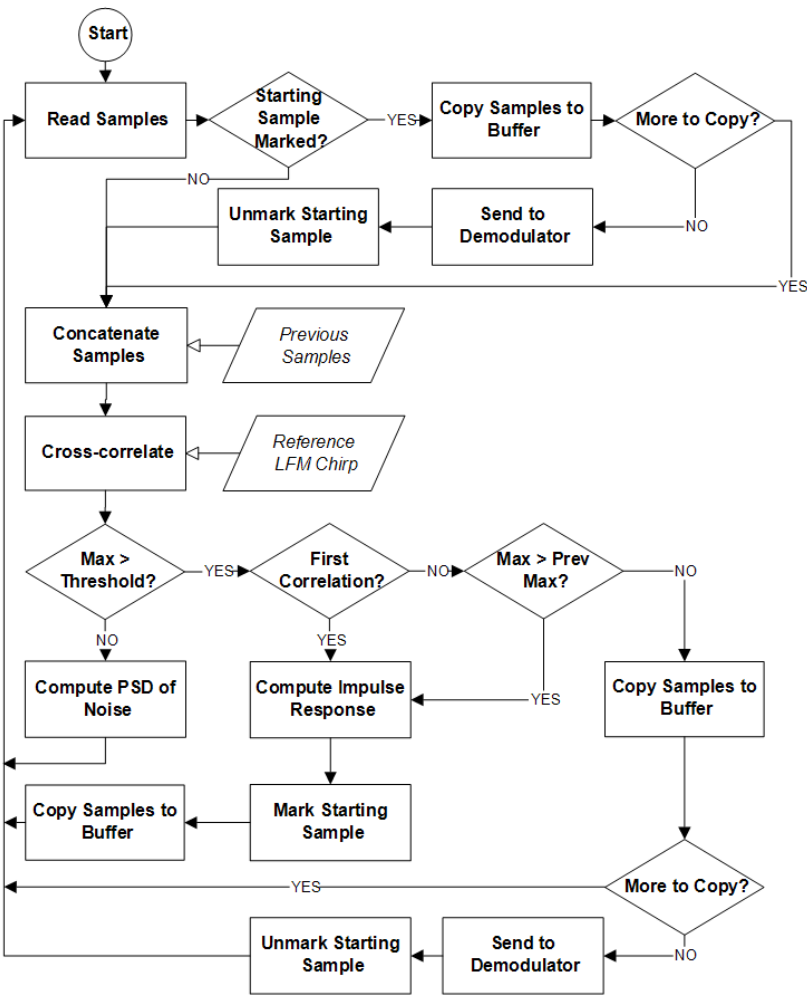 Start
Read Samples
Starting
Sample
Marked?
YES
Copy Samples to
Buffer
More to Copy?
NO
Unmark Starting
Sample
Send to
Demodulator
NO
YES
Concatenate
Samples
Previous
Samples
Cross-correlate
Reference
LFM Chirp
Max >
Threshold?
YES
First
Correlation?
NO
Max > Prev
Max?
NO
NO
YES
Compute PSD of
Noise
Compute Impulse
Response
YES
Copy Samples to
Buffer
Copy Samples to
Buffer
Mark Starting
Sample
YES
More to Copy?
Unmark Starting
Sample
Send to
Demodulator
NO